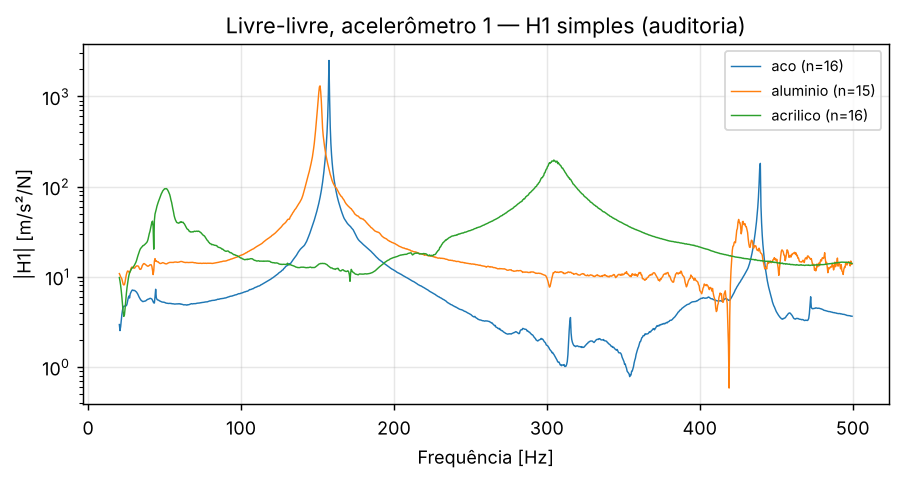 Livre-livre, acelerômetro 1 — H1 simples (auditoria)
aco (n=16)
aluminio (n=15)
acrilico (n=16)
|H1| [m/s²/N]
10³
10²
10¹
10⁰
0 100 200 300 400 500
Frequência [Hz]